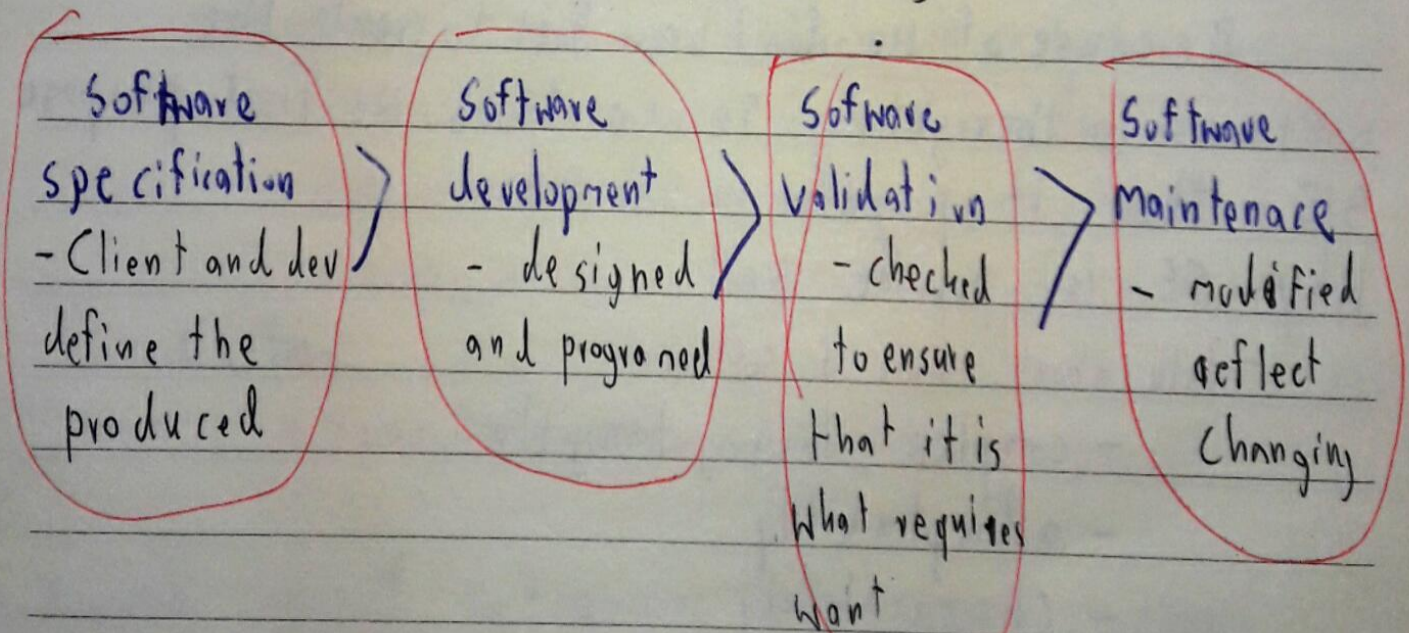 Software
specification
- Client and dev
define the
produced
>
Software
development
- designed
and programed
>
Sofware
validation
- checked
to ensure
that it is
what requires
want
>
Software
maintenace
- modified
reflect
changing